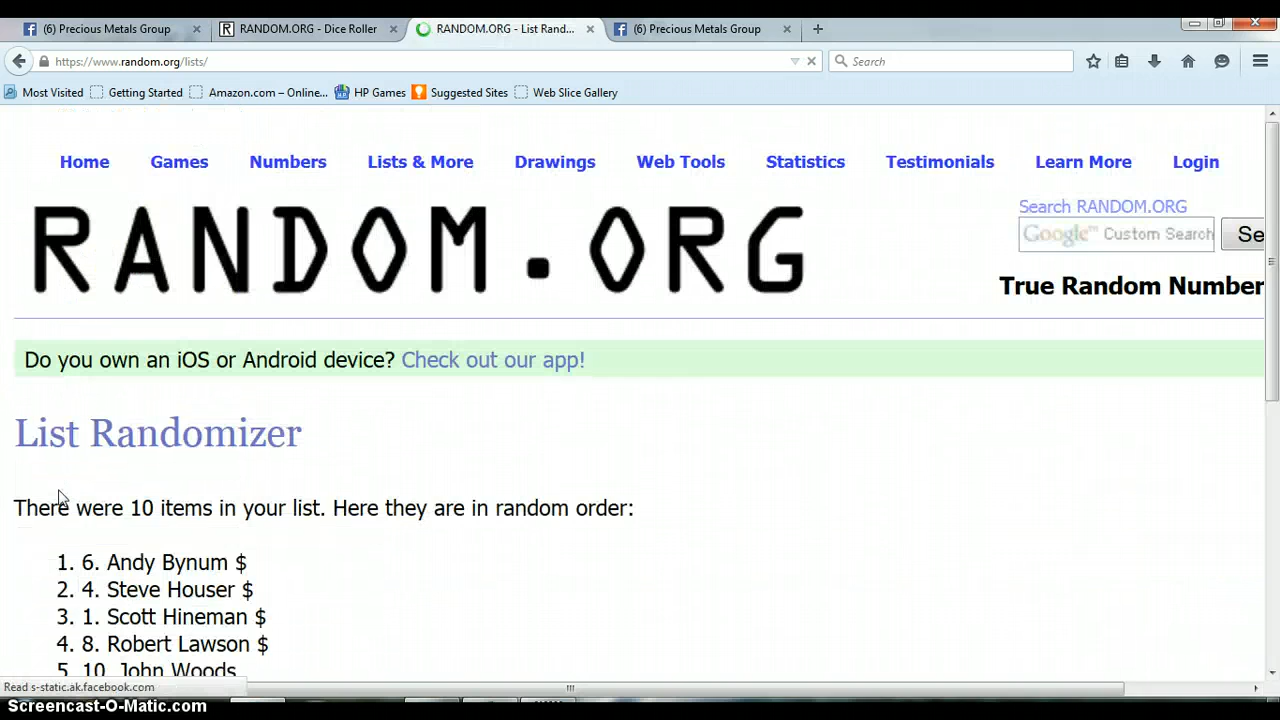 (6) Precious Metals Group × RANDOM.ORG - Dice Roller × RANDOM.ORG - List Rand... × (6) Precious Metals Group × +
https://www.random.org/lists/ Search
Most Visited Getting Started Amazon.com – Online... HP Games Suggested Sites Web Slice Gallery
Home Games Numbers Lists & More Drawings Web Tools Statistics Testimonials Learn More Login
RANDOM.ORG
Search RANDOM.ORG
Google™ Custom Search Se
True Random Number
Do you own an iOS or Android device? Check out our app!
List Randomizer
There were 10 items in your list. Here they are in random order:
1. 6. Andy Bynum $
2. 4. Steve Houser $
3. 1. Scott Hineman $
4. 8. Robert Lawson $
5. 10. John Woods
Read s-static.ak.facebook.com
Screencast-O-Matic.com